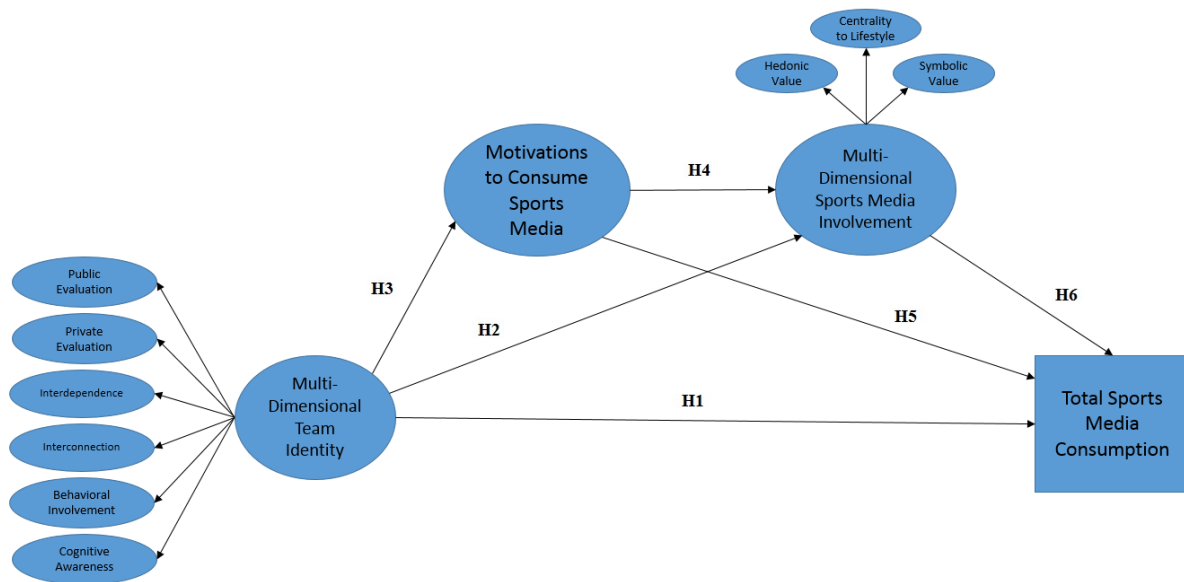 Centrality
to Lifestyle
Hedonic
Value
Symbolic
Value
Motivations
to Consume
Sports
Media
H4
Multi-
Dimensional
Sports Media
Involvement
H3
H2
H5
H6
Public
Evaluation
Private
Evaluation
Interdependence
Interconnection
Behavioral
Involvement
Cognitive
Awareness
Multi-
Dimensional
Team
Identity
H1
Total Sports
Media
Consumption